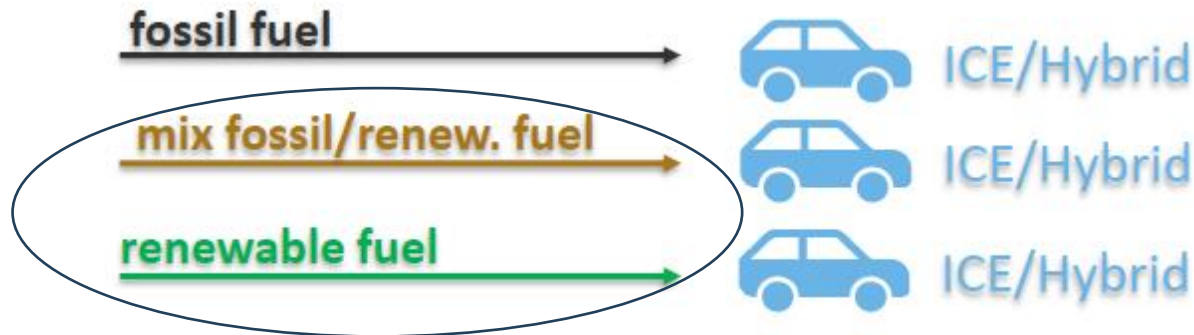 fossil fuel
ICE/Hybrid
mix fossil/renew. fuel
ICE/Hybrid
renewable fuel
ICE/Hybrid